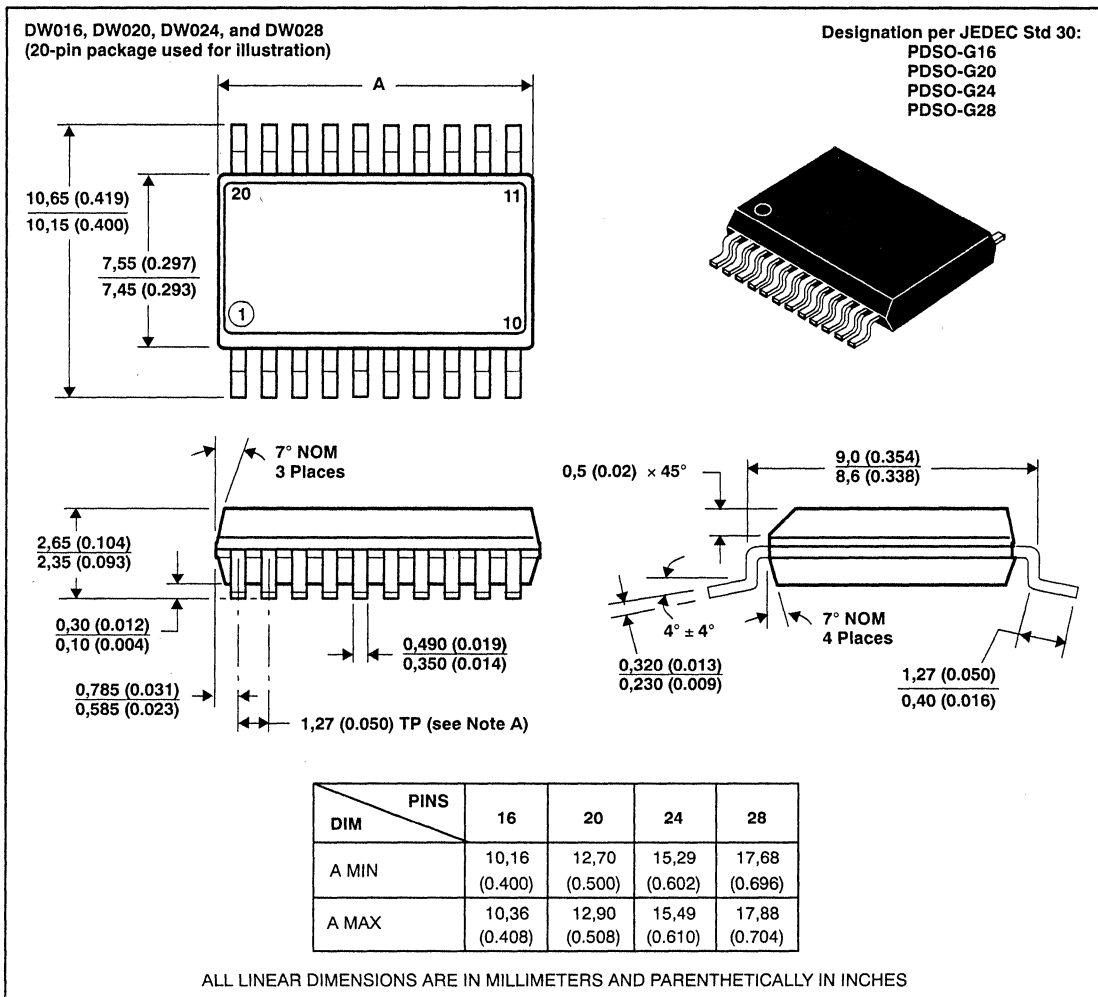 DW016, DW020, DW024, and DW028
(20-pin package used for illustration)
Designation per JEDEC Std 30:
PDSO-G16
PDSO-G20
PDSO-G24
PDSO-G28
A
10,65 (0.419)
10,15 (0.400)
7,55 (0.297)
7,45 (0.293)
20
11
1
10
7° NOM
3 Places
2,65 (0.104)
2,35 (0.093)
0,30 (0.012)
0,10 (0.004)
0,785 (0.031)
0,585 (0.023)
0,490 (0.019)
0,350 (0.014)
1,27 (0.050) TP (see Note A)
0,5 (0.02) × 45°
9,0 (0.354)
8,6 (0.338)
4° ± 4°
0,320 (0.013)
0,230 (0.009)
7° NOM
4 Places
1,27 (0.050)
0,40 (0.016)
PINS
DIM
16 20 24 28
A MIN
10,16 12,70 15,29 17,68
(0.400) (0.500) (0.602) (0.696)
A MAX
10,36 12,90 15,49 17,88
(0.408) (0.508) (0.610) (0.704)
ALL LINEAR DIMENSIONS ARE IN MILLIMETERS AND PARENTHETICALLY IN INCHES